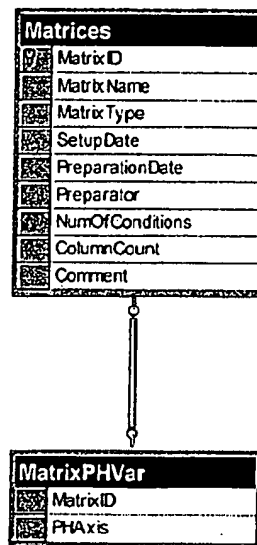 Matrices
MatrixID
MatrixName
MatrixType
SetupDate
PreparationDate
Preparator
NumOfConditions
ColumnCount
Comment
MatrixPHVar
MatrixID
PHAxis